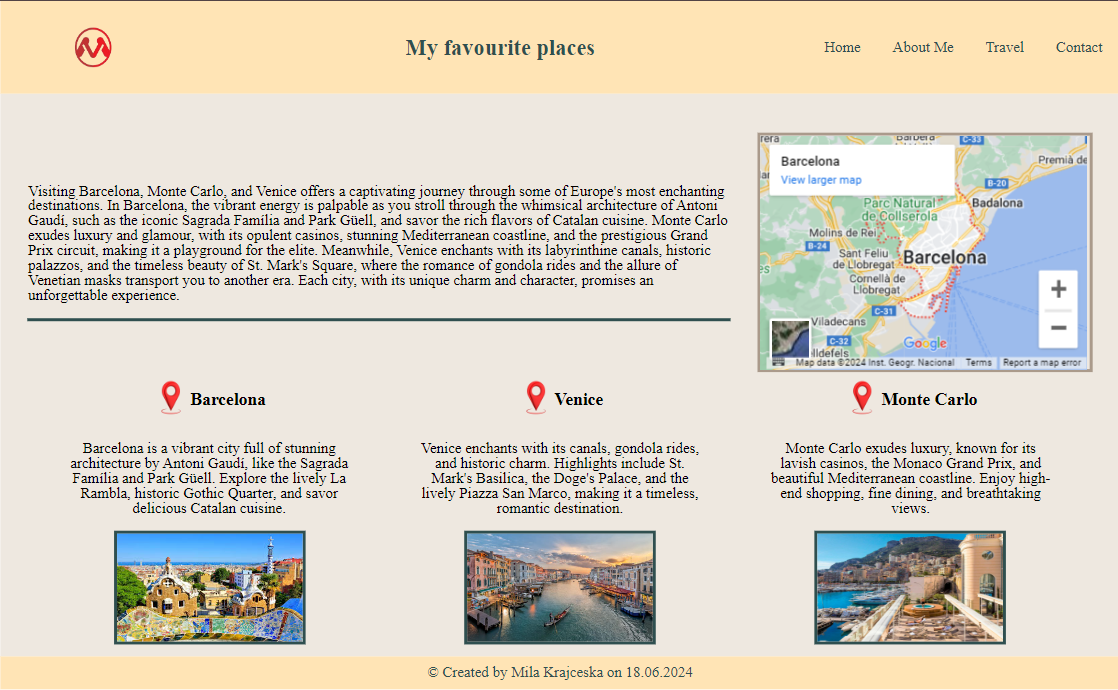 My favourite places
Home
About Me
Travel
Contact
Visiting Barcelona, Monte Carlo, and Venice offers a captivating journey through some of Europe's most enchanting
destinations. In Barcelona, the vibrant energy is palpable as you stroll through the whimsical architecture of Antoni
Gaudí, such as the iconic Sagrada Família and Park Güell, and savor the rich flavors of Catalan cuisine. Monte Carlo
exudes luxury and glamour, with its opulent casinos, stunning Mediterranean coastline, and the prestigious Grand
Prix circuit, making it a playground for the elite. Meanwhile, Venice enchants with its labyrinthine canals, historic
palazzos, and the timeless beauty of St. Mark's Square, where the romance of gondola rides and the allure of
Venetian masks transport you to another era. Each city, with its unique charm and character, promises an
unforgettable experience.
Barcelona
View larger map
C-33
Premià de
B-20
Badalona
Parc Natural
de Collserola
Molins de Rei
B-24
Sant Feliu
de Llobregat
Barcelona
Cornellà de
Llobregat
C-31
Viladecans
C-32
Google
Map data ©2024 Inst. Geogr. Nacional
Terms
Report a map error
Barcelona
Barcelona is a vibrant city full of stunning
architecture by Antoni Gaudí, like the Sagrada
Família and Park Güell. Explore the lively La
Rambla, historic Gothic Quarter, and savor
delicious Catalan cuisine.
Venice
Venice enchants with its canals, gondola rides,
and historic charm. Highlights include St.
Mark's Basilica, the Doge's Palace, and the
lively Piazza San Marco, making it a timeless,
romantic destination.
Monte Carlo
Monte Carlo exudes luxury, known for its
lavish casinos, the Monaco Grand Prix, and
beautiful Mediterranean coastline. Enjoy high-
end shopping, fine dining, and breathtaking
views.
© Created by Mila Krajceska on 18.06.2024